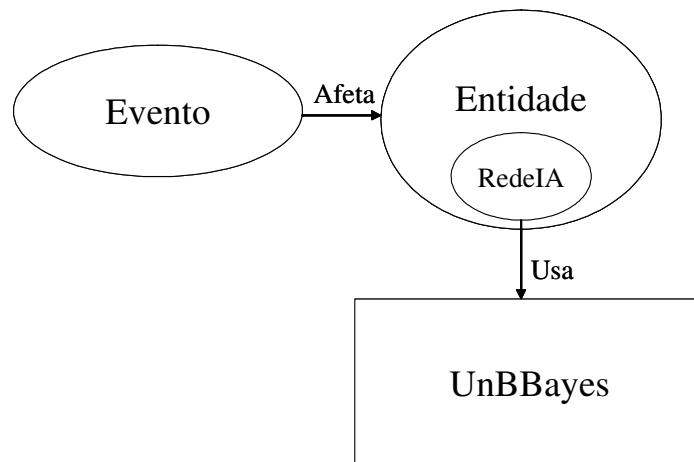 Evento
Afeta
Entidade
RedeIA
Usa
UnBBayes